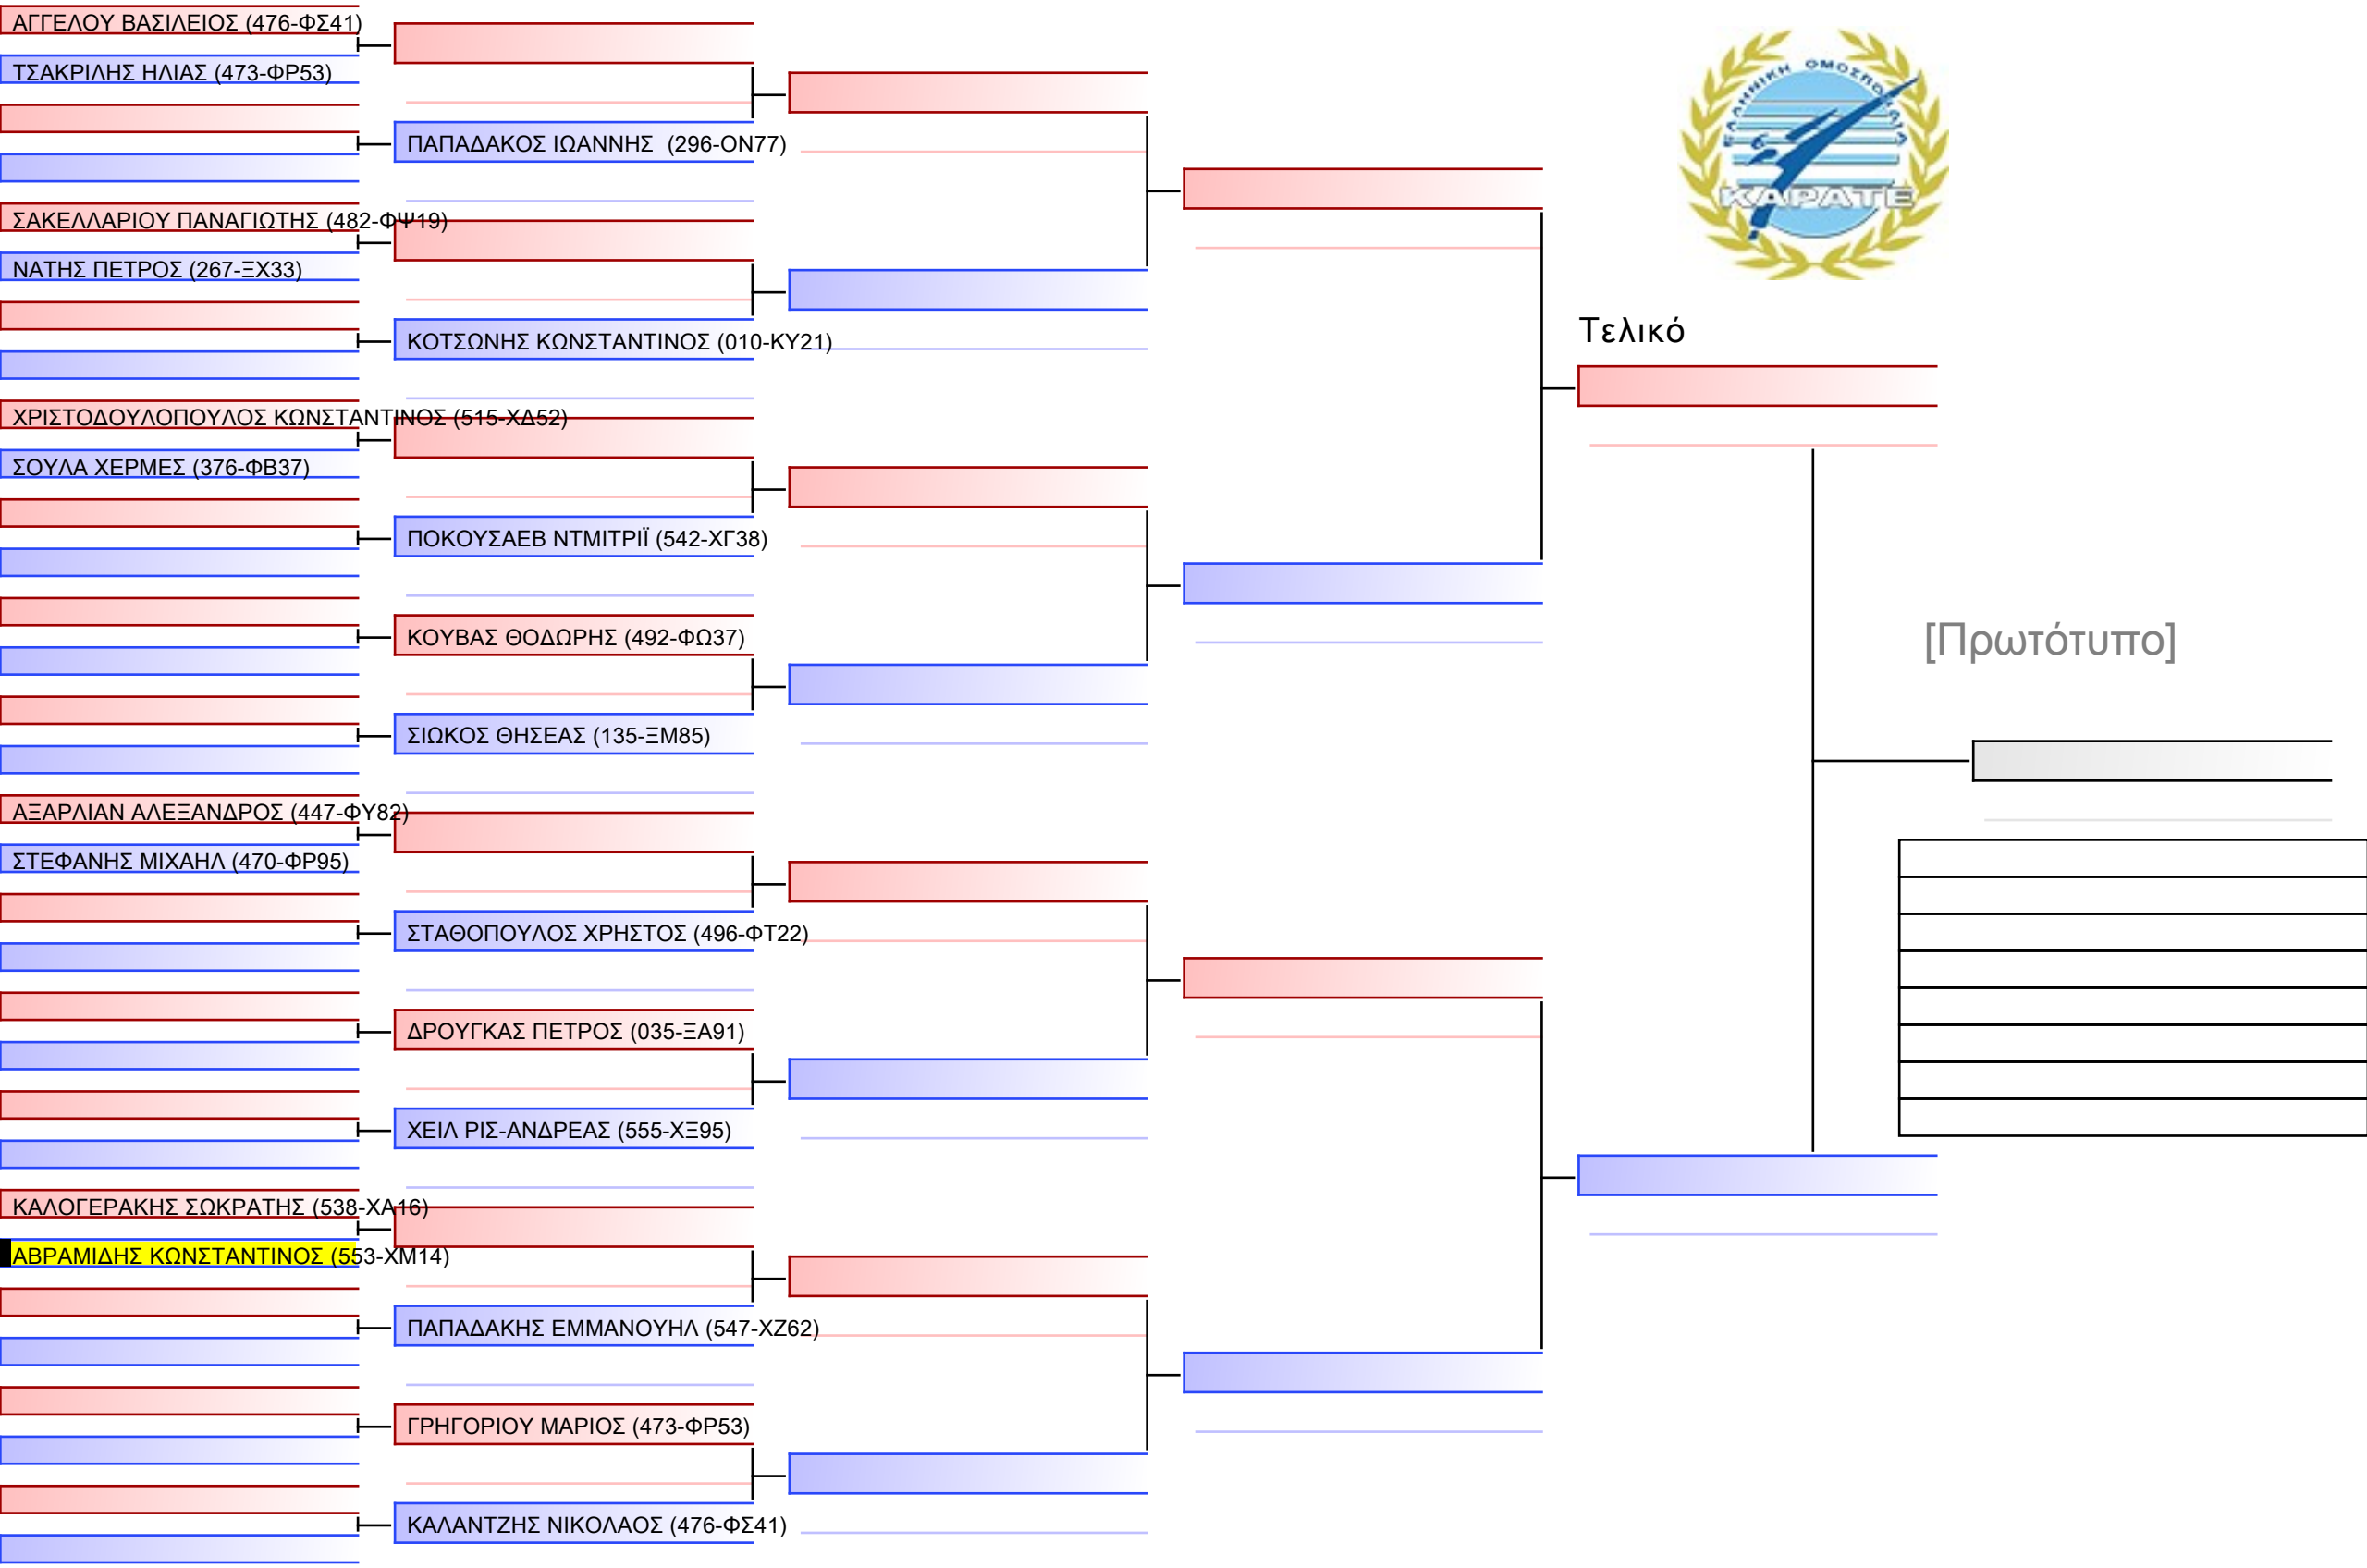 ΑΓΓΕΛΟΥ ΒΑΣΙΛΕΙΟΣ (476-ΦΣ41)
ΤΣΑΚΡΙΛΗΣ ΗΛΙΑΣ (473-ΦΡ53)
ΠΑΠΑΔΑΚΟΣ ΙΩΑΝΝΗΣ (296-ΟΝ77)
ΣΑΚΕΛΛΑΡΙΟΥ ΠΑΝΑΓΙΩΤΗΣ (482-ΦΨ19)
ΝΑΤΗΣ ΠΕΤΡΟΣ (267-ΞΧ33)
ΚΟΤΣΩΝΗΣ ΚΩΝΣΤΑΝΤΙΝΟΣ (010-ΚΥ21)
ΧΡΙΣΤΟΔΟΥΛΟΠΟΥΛΟΣ ΚΩΝΣΤΑΝΤΙΝΟΣ (515-ΧΔ52)
ΣΟΥΛΑ ΧΕΡΜΕΣ (376-ΦΒ37)
ΠΟΚΟΥΣΑΕΒ ΝΤΜΙΤΡΙΪ (542-ΧΓ38)
ΚΟΥΒΑΣ ΘΟΔΩΡΗΣ (492-ΦΩ37)
ΣΙΩΚΟΣ ΘΗΣΕΑΣ (135-ΞΜ85)
ΑΞΑΡΛΙΑΝ ΑΛΕΞΑΝΔΡΟΣ (447-ΦΥ82)
ΣΤΕΦΑΝΗΣ ΜΙΧΑΗΛ (470-ΦΡ95)
ΣΤΑΘΟΠΟΥΛΟΣ ΧΡΗΣΤΟΣ (496-ΦΤ22)
ΔΡΟΥΓΚΑΣ ΠΕΤΡΟΣ (035-ΞΑ91)
ΧΕΙΛ ΡΙΣ-ΑΝΔΡΕΑΣ (555-ΧΞ95)
ΚΑΛΟΓΕΡΑΚΗΣ ΣΩΚΡΑΤΗΣ (538-ΧΑ16)
ΑΒΡΑΜΙΔΗΣ ΚΩΝΣΤΑΝΤΙΝΟΣ (553-ΧΜ14)
ΠΑΠΑΔΑΚΗΣ ΕΜΜΑΝΟΥΗΛ (547-ΧΖ62)
ΓΡΗΓΟΡΙΟΥ ΜΑΡΙΟΣ (473-ΦΡ53)
ΚΑΛΑΝΤΖΗΣ ΝΙΚΟΛΑΟΣ (476-ΦΣ41)
ΕΛΛΗΝΙΚΗ ΟΜΟΣΠΟΝΔΙΑ
ΚΑΡΑΤΕ
Τελικό
[Πρωτότυπο]